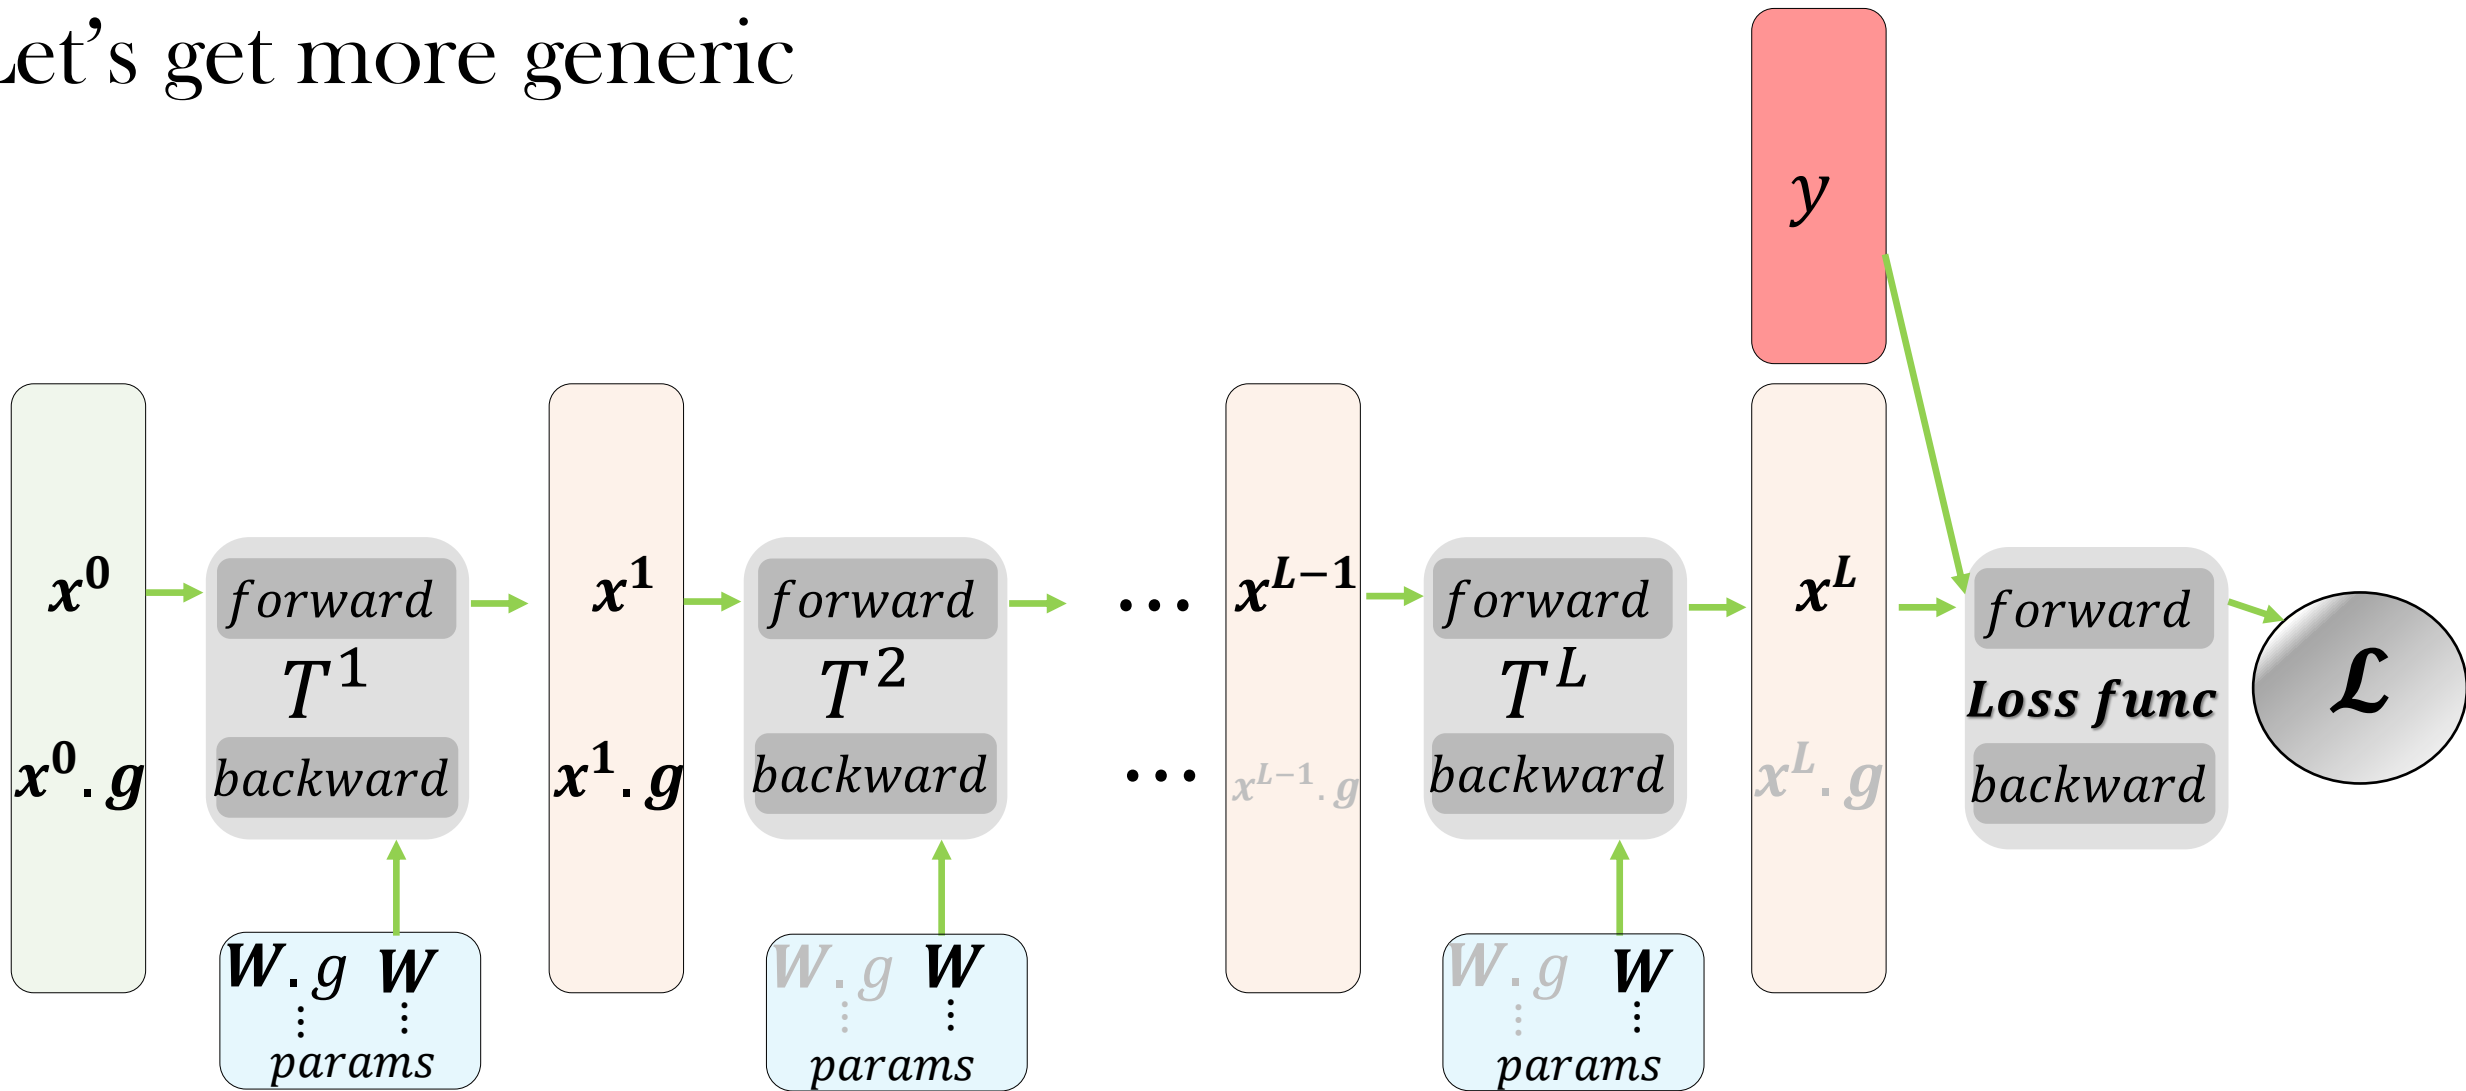 Let's get more generic
y
x^0
x^0.g
forward
T^1
backward
W.g W
⋮ ⋮
params
x^1
x^1.g
forward
T^2
backward
W.g W
⋮ ⋮
params
...
...
x^{L-1}
x^{L-1}.g
forward
T^L
backward
W.g W
⋮ ⋮
params
x^L
x^L.g
forward
Loss func
backward
ℒ